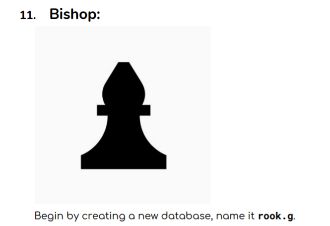 11. Bishop:
Begin by creating a new database, name it rook.g.